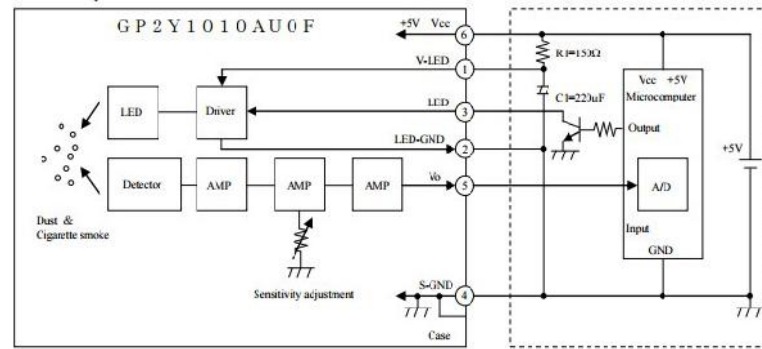 GP2Y1010AU0F
+5V Vcc
6
V-LED
1
R1=150Ω
C1=220uF
LED
Driver
LED
3
LED-GND
2
Vcc +5V
Microcomputer
Output
+5V
Detector
AMP
AMP
AMP
Vo
5
A/D
Dust &
Cigarette smoke
Input
GND
Sensitivity adjustment
S-GND
4
Case